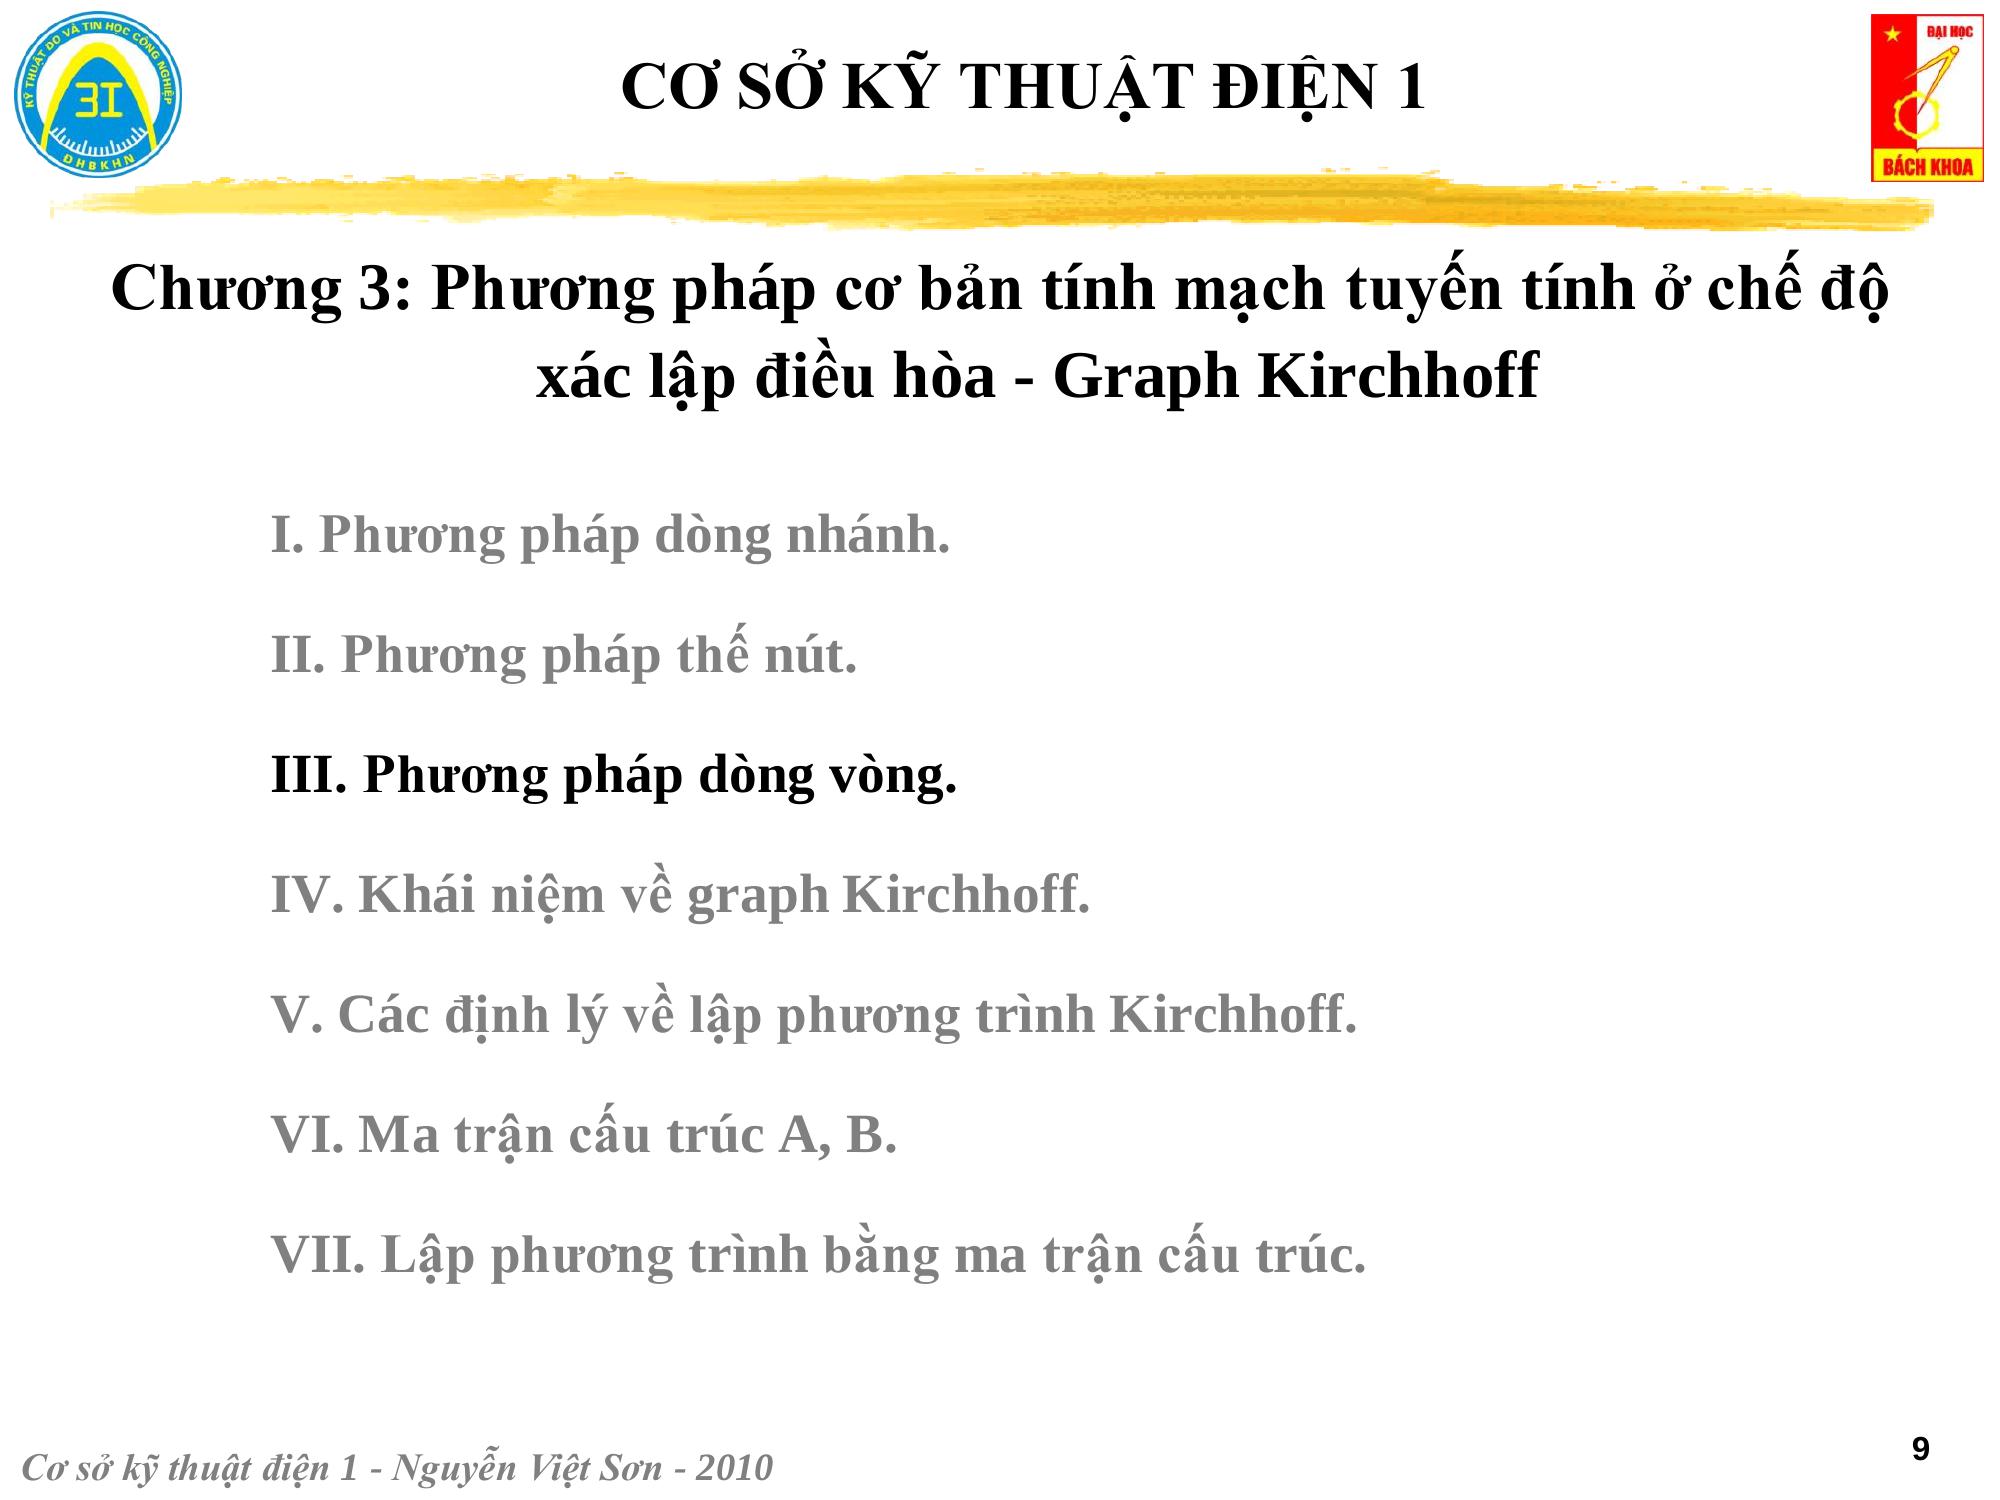 KỸ THUẬT ĐO VÀ TIN HỌC CÔNG NGHIỆP
3I
ĐHBKHN
CƠ SỞ KỸ THUẬT ĐIỆN 1
ĐẠI HỌC
BÁCH KHOA
Chương 3: Phương pháp cơ bản tính mạch tuyến tính ở chế độ
xác lập điều hòa - Graph Kirchhoff
I. Phương pháp dòng nhánh.
II. Phương pháp thế nút.
III. Phương pháp dòng vòng.
IV. Khái niệm về graph Kirchhoff.
V. Các định lý về lập phương trình Kirchhoff.
VI. Ma trận cấu trúc A, B.
VII. Lập phương trình bằng ma trận cấu trúc.
Cơ sở kỹ thuật điện 1 - Nguyễn Việt Sơn - 2010
9